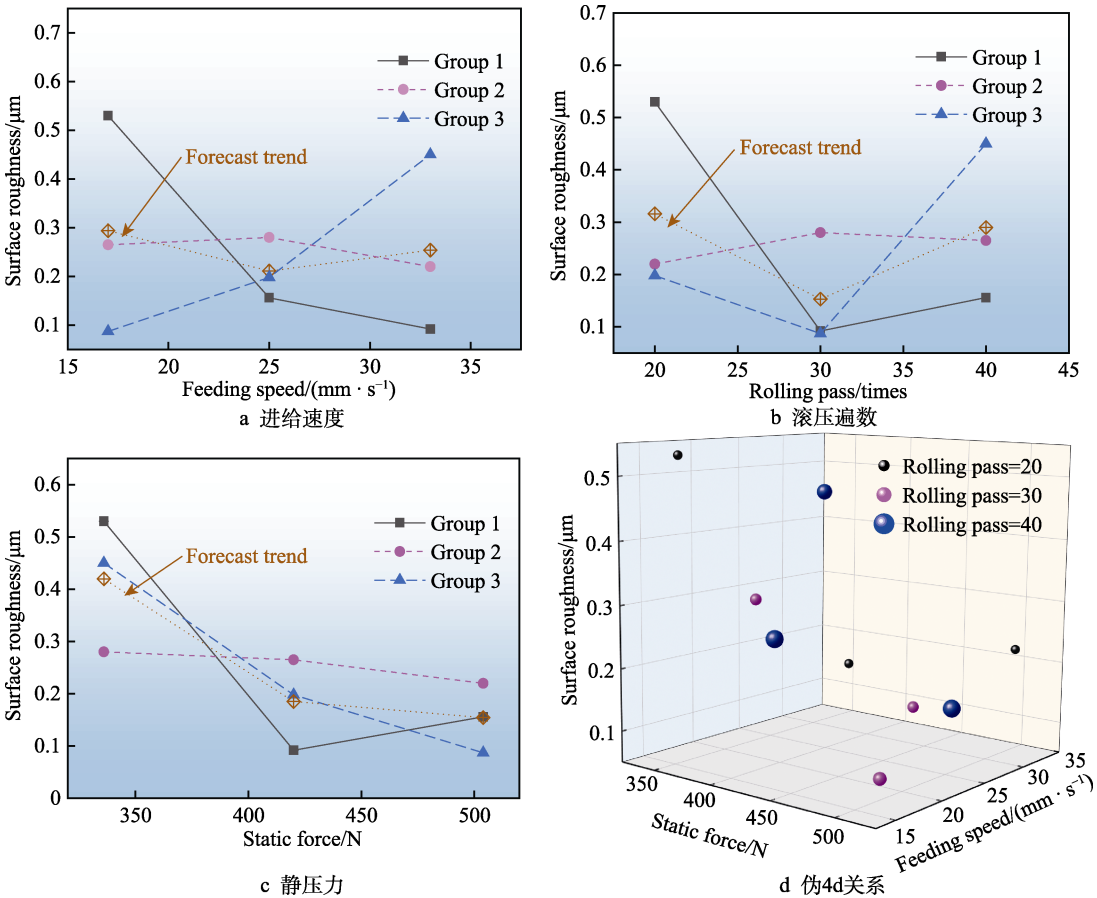 0.7
0.6
0.5
0.4
0.3
0.2
0.1
Surface roughness/μm
Group 1
Group 2
Group 3
Forecast trend
15 20 25 30 35
Feeding speed/(mm · s⁻¹)
a 进给速度
0.7
0.6
0.5
0.4
0.3
0.2
0.1
Surface roughness/μm
Group 1
Group 2
Group 3
Forecast trend
20 25 30 35 40 45
Rolling pass/times
b 滚压遍数
0.6
0.5
0.4
0.3
0.2
0.1
0
Surface roughness/μm
Group 1
Group 2
Group 3
Forecast trend
350 400 450 500
Static force/N
c 静压力
0.5
0.4
0.3
0.2
0.1
Surface roughness/μm
Rolling pass=20
Rolling pass=30
Rolling pass=40
350 400 450 500
Static force/N
15 20 25 30 35
Feeding speed/(mm · s⁻¹)
d 伪4d关系